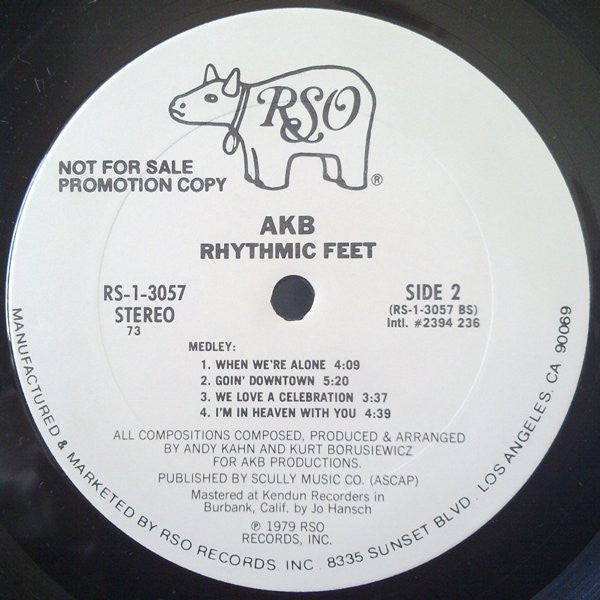 RSO
®
NOT FOR SALE
PROMOTION COPY
AKB
RHYTHMIC FEET
RS-1-3057
STEREO
73
SIDE 2
(RS-1-3057 BS)
Intl. #2394 236
MEDLEY:
1. WHEN WE'RE ALONE 4:09
2. GOIN' DOWNTOWN 5:20
3. WE LOVE A CELEBRATION 3:37
4. I'M IN HEAVEN WITH YOU 4:39
ALL COMPOSITIONS COMPOSED, PRODUCED & ARRANGED
BY ANDY KAHN AND KURT BORUSIEWICZ
FOR AKB PRODUCTIONS.
PUBLISHED BY SCULLY MUSIC CO. (ASCAP)
Mastered at Kendun Recorders in
Burbank, Calif. by Jo Hansch
℗ 1979 RSO
RECORDS, INC.
MANUFACTURED & MARKETED BY RSO RECORDS, INC. 8335 SUNSET BLVD. LOS ANGELES, CA 90069